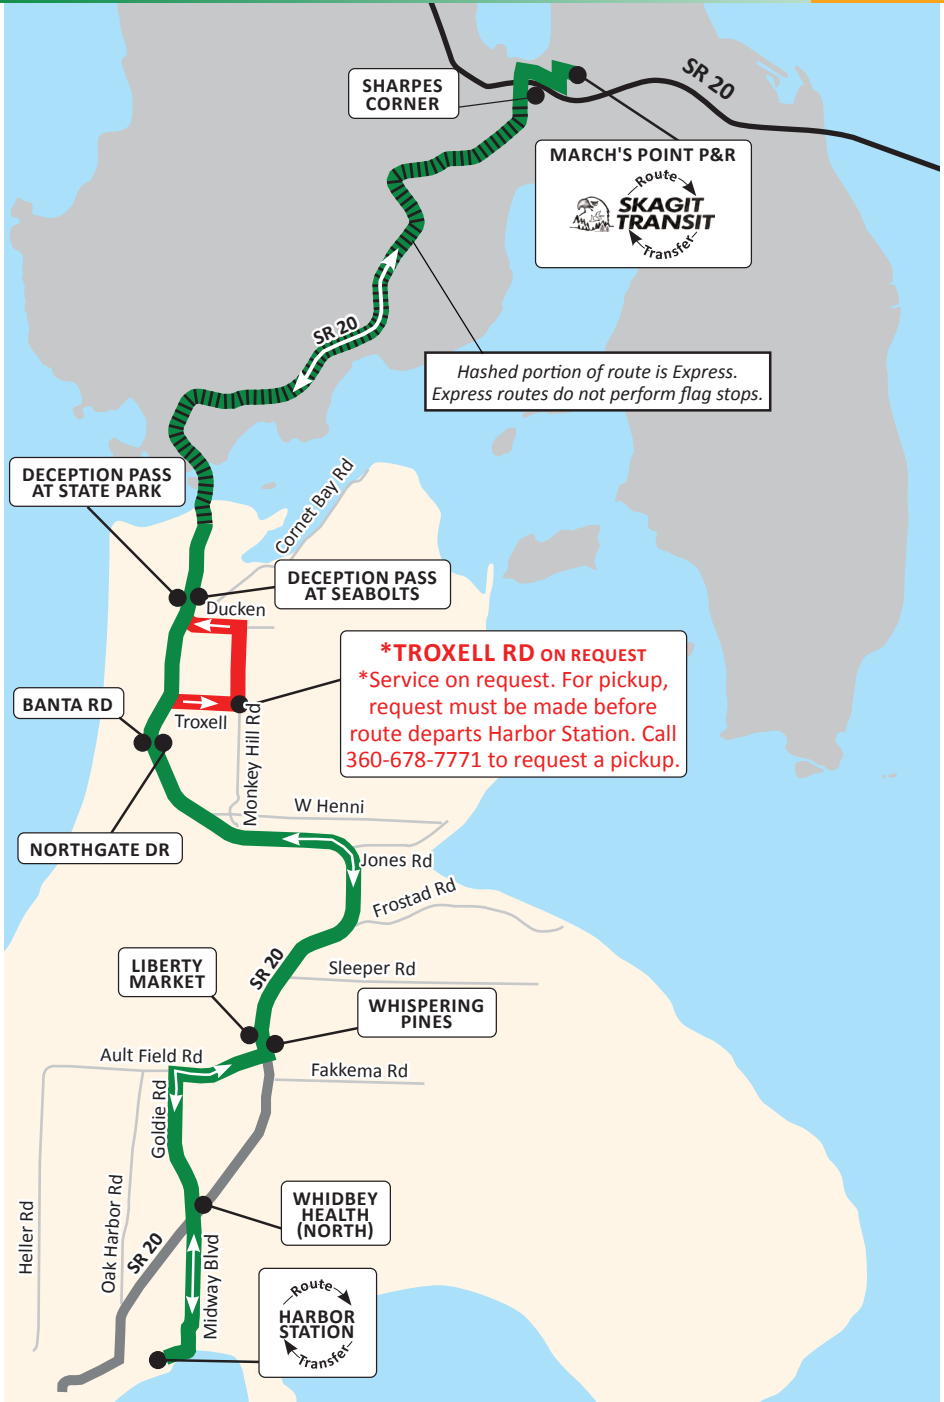 SR 20
SHARPES
CORNER
MARCH'S POINT P&R
Route
SKAGIT
TRANSIT
Transfer
SR 20
Hashed portion of route is Express.
Express routes do not perform flag stops.
DECEPTION PASS
AT STATE PARK
Cornet Bay Rd
DECEPTION PASS
AT SEABOLTS
Ducken
*TROXELL RD ON REQUEST
*Service on request. For pickup,
request must be made before
route departs Harbor Station. Call
360-678-7771 to request a pickup.
BANTA RD
Troxell
Monkey Hill Rd
W Henni
NORTHGATE DR
Jones Rd
Frostad Rd
SR 20
LIBERTY
MARKET
Sleeper Rd
WHISPERING
PINES
Ault Field Rd
Fakkema Rd
Goldie Rd
Heller Rd
Oak Harbor Rd
SR 20
WHIDBEY
HEALTH
(NORTH)
Midway Blvd
Route
HARBOR
STATION
Transfer